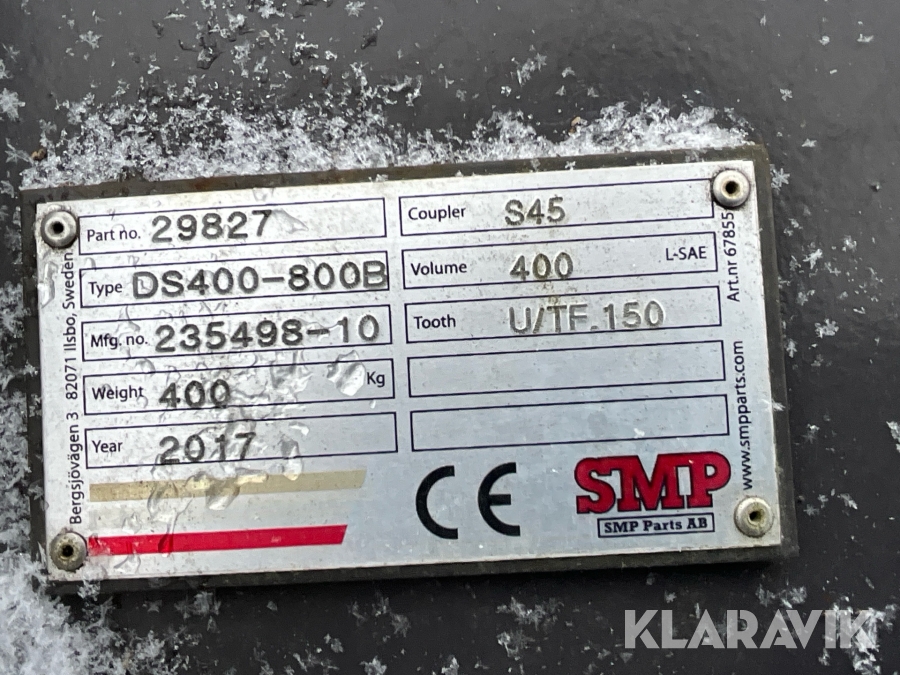 Part no. 29827
Type DS400-800B
Mfg. no. 235498-10
Weight 400 Kg
Year 2017
Coupler S45
Volume 400 L-SAE
Tooth U/TF.150
CE
SMP
SMP Parts AB
Bergsjövägen 3 82071 Ilsbo, Sweden
Art.nr 67855
www.smpparts.com
KLARAVIK